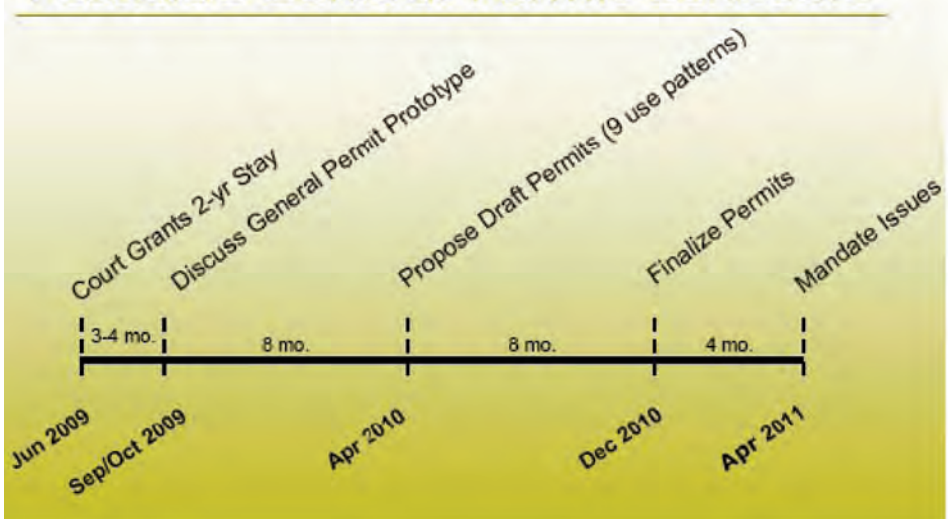 Court Grants 2-yr Stay
Discuss General Permit Prototype
Propose Draft Permits (9 use patterns)
Finalize Permits
Mandate Issues
3-4 mo.
8 mo.
8 mo.
4 mo.
Jun 2009
Sep/Oct 2009
Apr 2010
Dec 2010
Apr 2011